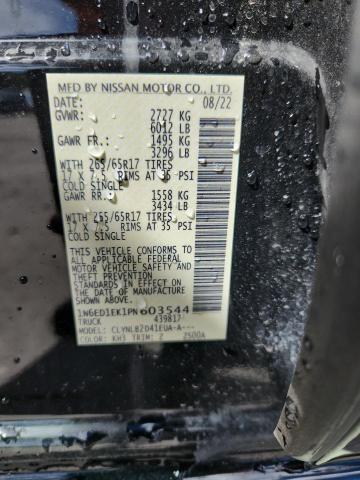 MFD BY NISSAN MOTOR CO., LTD.
DATE: 08/22
GVWR: 2727 KG
6012 LB
GAWR FR.: 1495 KG
3296 LB
WITH 265/65R17 TIRES
17 X 7.5 RIMS AT 35 PSI
COLD SINGLE
GAWR RR.: 1558 KG
3434 LB
WITH 265/65R17 TIRES
17 X 7.5 RIMS AT 35 PSI
COLD SINGLE
THIS VEHICLE CONFORMS TO
ALL APPLICABLE FEDERAL
MOTOR VEHICLE SAFETY
STANDARDS IN EFFECT ON
THE DATE OF MANUFACTURE
SHOWN ABOVE.
1N6ED1EK1PN603544
TRUCK 439817
MODEL: CLYNLB2D41EUA-A---
COLOR: KH3 TRIM: Z 2500A